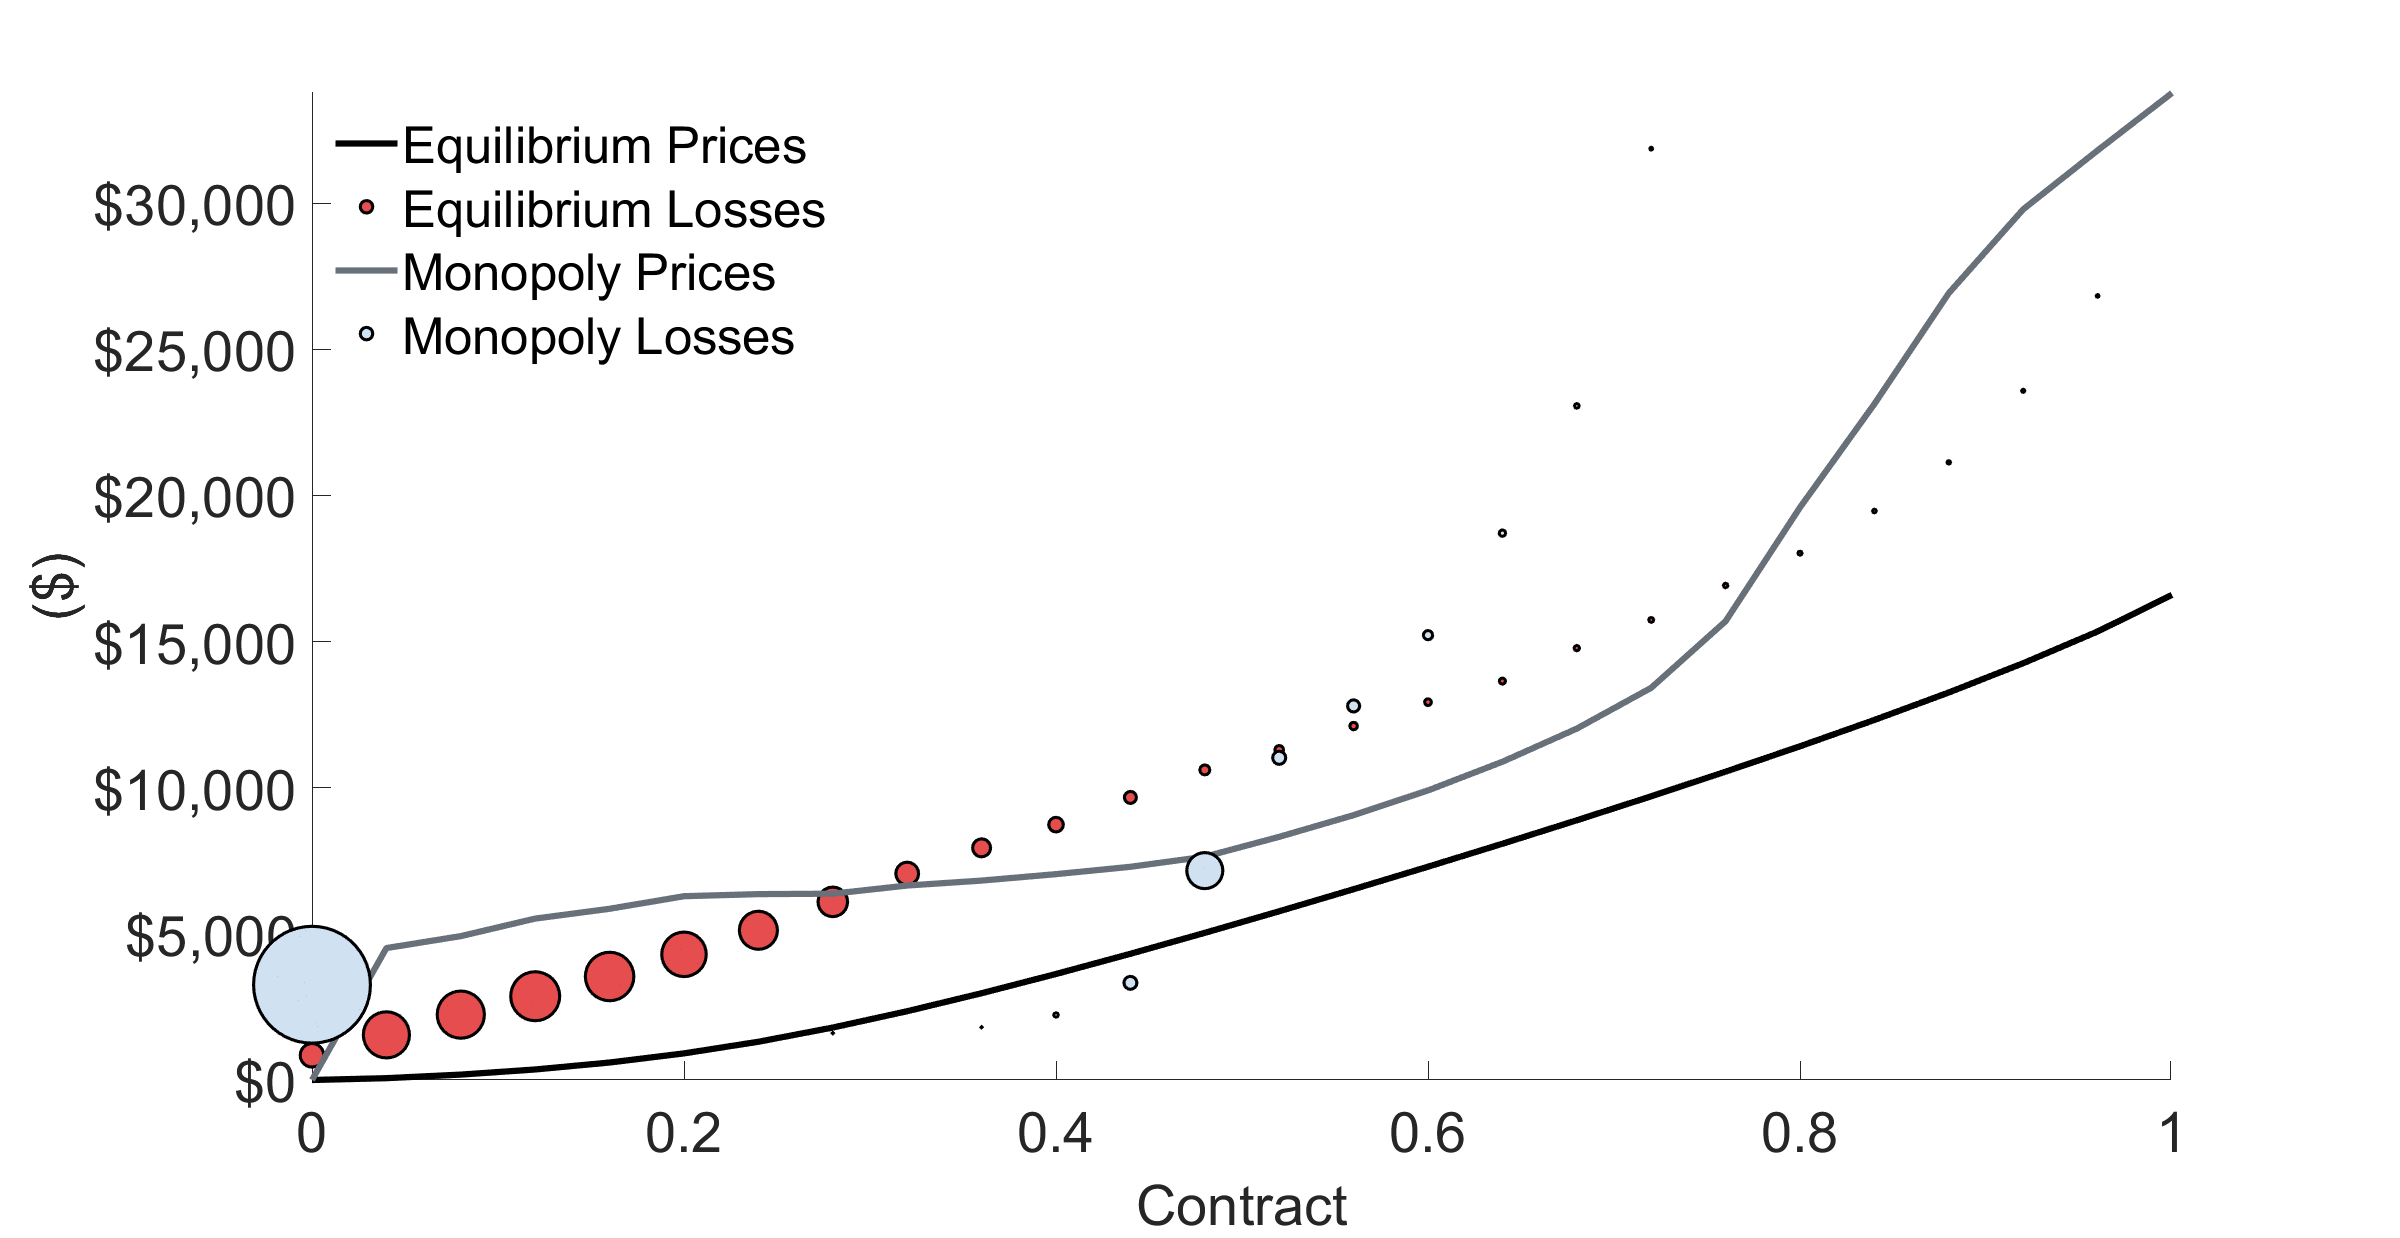 Equilibrium Prices
Equilibrium Losses
Monopoly Prices
Monopoly Losses
$30,000
$25,000
$20,000
$15,000
$10,000
$5,000
$0
($)
0 0.2 0.4 0.6 0.8 1
Contract